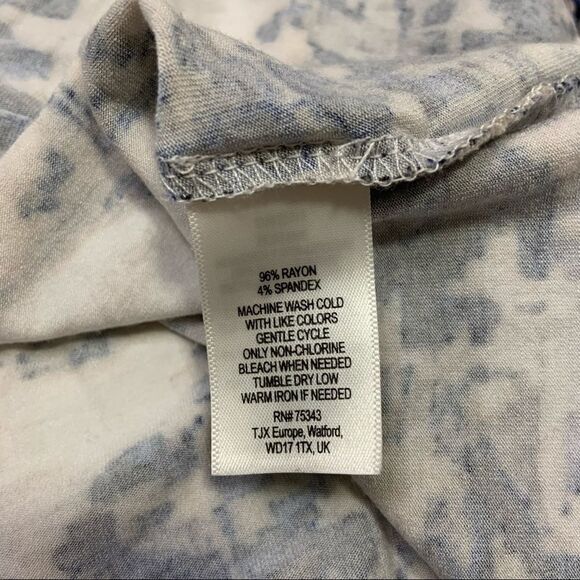 96% RAYON
4% SPANDEX
MACHINE WASH COLD
WITH LIKE COLORS
GENTLE CYCLE
ONLY NON-CHLORINE
BLEACH WHEN NEEDED
TUMBLE DRY LOW
WARM IRON IF NEEDED
RN# 75343
TJX Europe, Watford,
WD17 1TX, UK